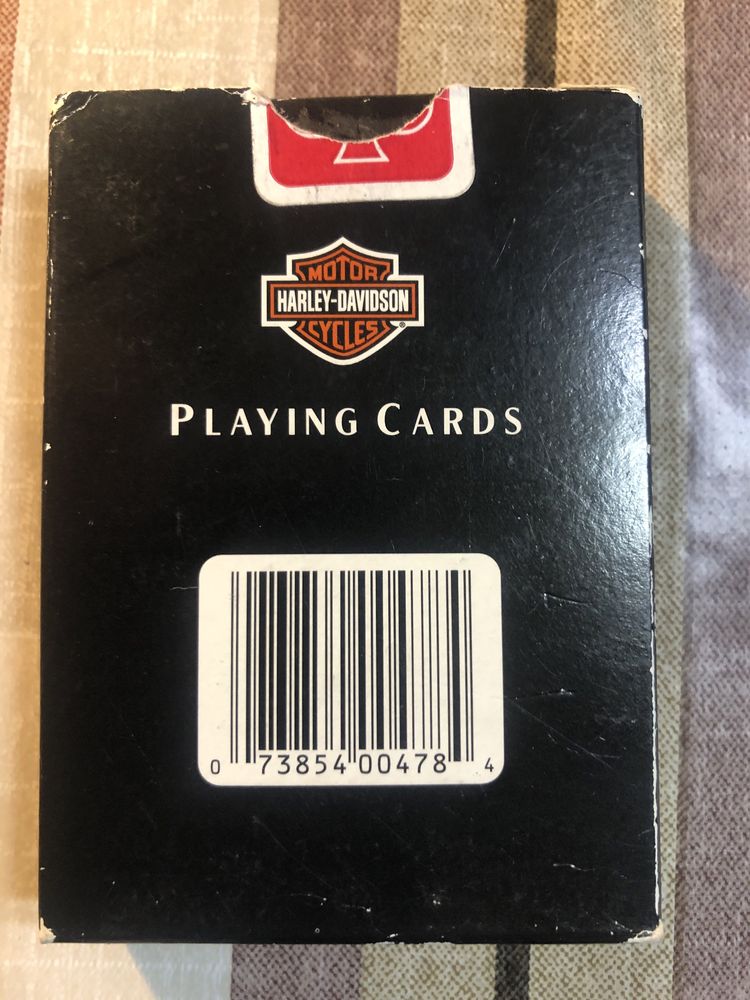 MOTOR
HARLEY-DAVIDSON
CYCLES®
PLAYING CARDS
0 73854 00478 4